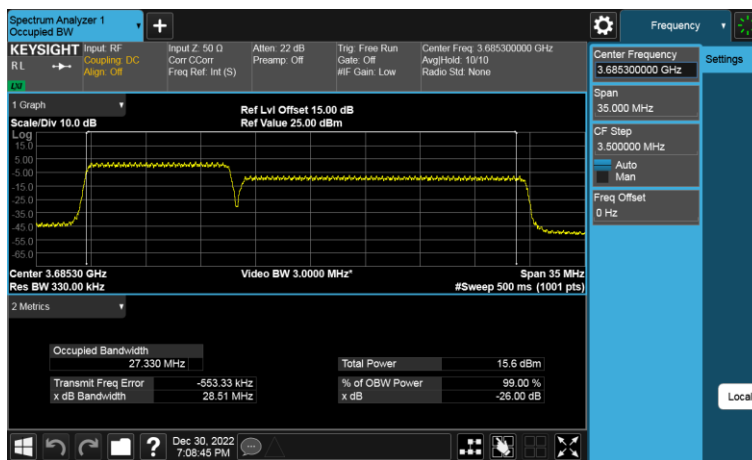 Spectrum Analyzer 1
Occupied BW
Frequency
KEYSIGHT
R L
LXI
Input: RF
Coupling: DC
Align: Off
Input Z: 50 Ω
Corr CCorr
Freq Ref: Int (S)
Atten: 22 dB
Preamp: Off
Trig: Free Run
Gate: Off
#IF Gain: Low
Center Freq: 3.685300000 GHz
Avg|Hold: 10/10
Radio Std: None
Center Frequency
3.685300000 GHz
Settings
Span
35.000 MHz
CF Step
3.500000 MHz
Auto
Man
Freq Offset
0 Hz
Local
1 Graph
Scale/Div 10.0 dB
Ref Lvl Offset 15.00 dB
Ref Value 25.00 dBm
Log
15.0
5.00
-5.00
-15.0
-25.0
-35.0
-45.0
-55.0
-65.0
Center 3.68530 GHz
Res BW 330.00 kHz
Video BW 3.0000 MHz*
Span 35 MHz
#Sweep 500 ms (1001 pts)
2 Metrics
Occupied Bandwidth
27.330 MHz
Total Power 15.6 dBm
Transmit Freq Error -553.33 kHz
% of OBW Power 99.00 %
x dB Bandwidth 28.51 MHz
x dB -26.00 dB
?
Dec 30, 2022
7:08:45 PM